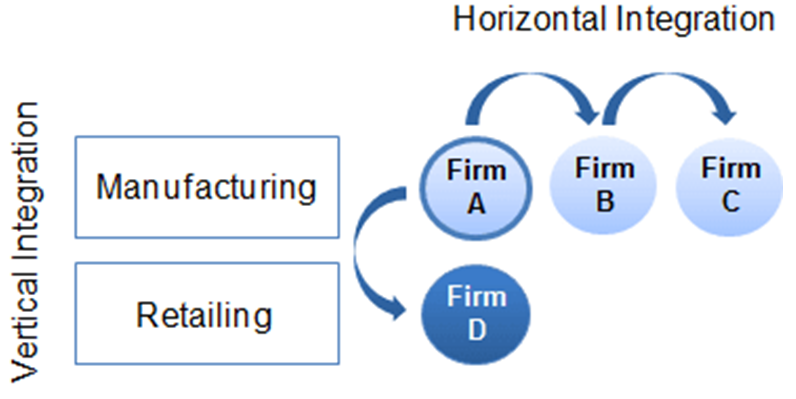 Horizontal Integration
Vertical Integration
Manufacturing
Firm
A
Firm
B
Firm
C
Retailing
Firm
D